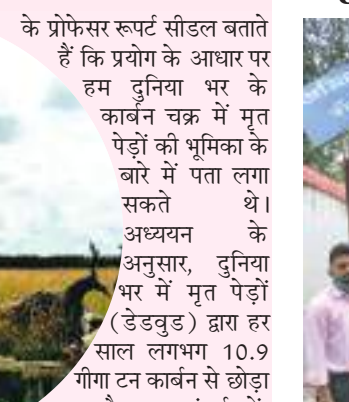 के प्रोफेसर रूपर्ट सीडल बताते
हैं कि प्रयोग के आधार पर
हम दुनिया भर के
कार्बन चक्र में मृत
पेड़ों की भूमिका के
बारे में पता लगा
सकते थे।
अध्ययन के
अनुसार, दुनिया
भर में मृत पेड़ों
(डेडवुड) द्वारा हर
साल लगभग 10.9
गीगा टन कार्बन से छोड़ा